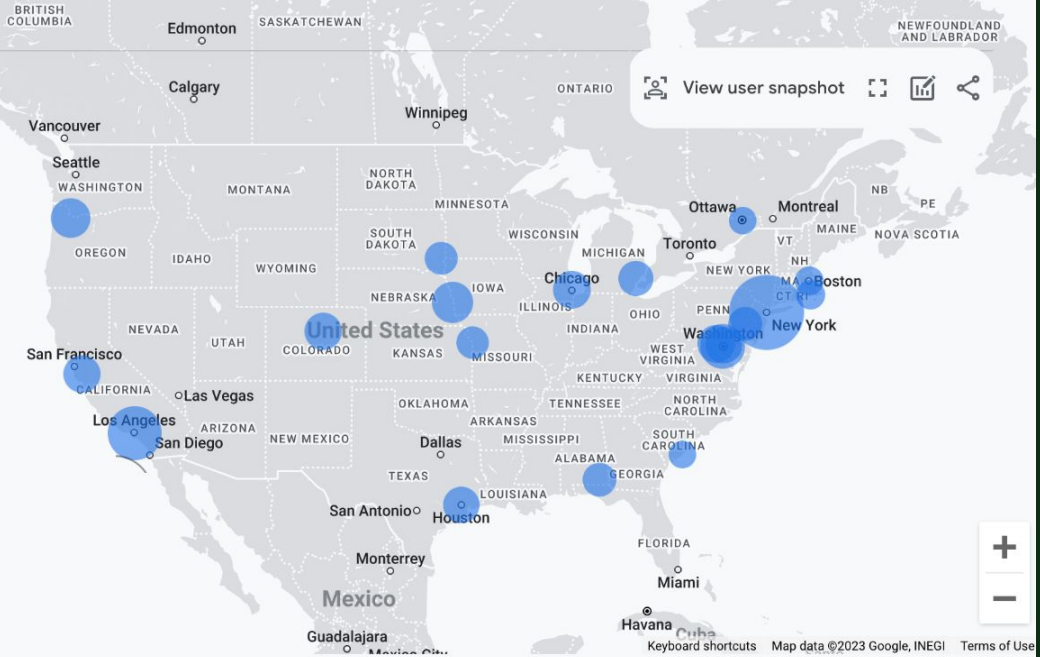 BRITISH
COLUMBIA
Edmonton
SASKATCHEWAN
NEWFOUNDLAND
AND LABRADOR
Calgary
ONTARIO
View user snapshot
Winnipeg
Vancouver
Seattle
WASHINGTON
MONTANA
NORTH
DAKOTA
MINNESOTA
Ottawa
Montreal
NB
PE
MAINE
NOVA SCOTIA
OREGON
IDAHO
SOUTH
DAKOTA
WISCONSIN
MICHIGAN
Toronto
VT
NH
WYOMING
NEW YORK
MA
Boston
CT RI
NEBRASKA
IOWA
Chicago
ILLINOIS
OHIO
PENN
New York
NEVADA
UTAH
United States
COLORADO
KANSAS
MISSOURI
INDIANA
Washington
WEST
VIRGINIA
San Francisco
CALIFORNIA
Las Vegas
KENTUCKY
VIRGINIA
Los Angeles
ARIZONA
NEW MEXICO
OKLAHOMA
TENNESSEE
NORTH
CAROLINA
ARKANSAS
San Diego
Dallas
MISSISSIPPI
SOUTH
CAROLINA
ALABAMA
GEORGIA
TEXAS
LOUISIANA
San Antonio
Houston
FLORIDA
Monterrey
Miami
Mexico
Havana
Cuba
Guadalajara
Mexico City
Keyboard shortcuts
Map data ©2023 Google, INEGI
Terms of Use